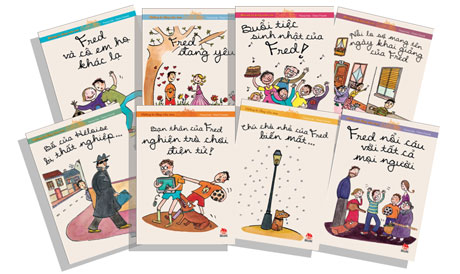 Fred
và cô em họ
khác lạ
Fred
đang yêu
Buổi tiệc
sinh nhật của
Fred!
Nỗi lo sợ mang tên
ngày khai giảng
của Fred
Bố của Héloïse
bị thất nghiệp...
Bạn thân của Fred
nghiện trò chơi
điện tử?
Chú chó nhỏ của Fred
biến mất...
Fred nổi cáu
với tất cả
mọi người